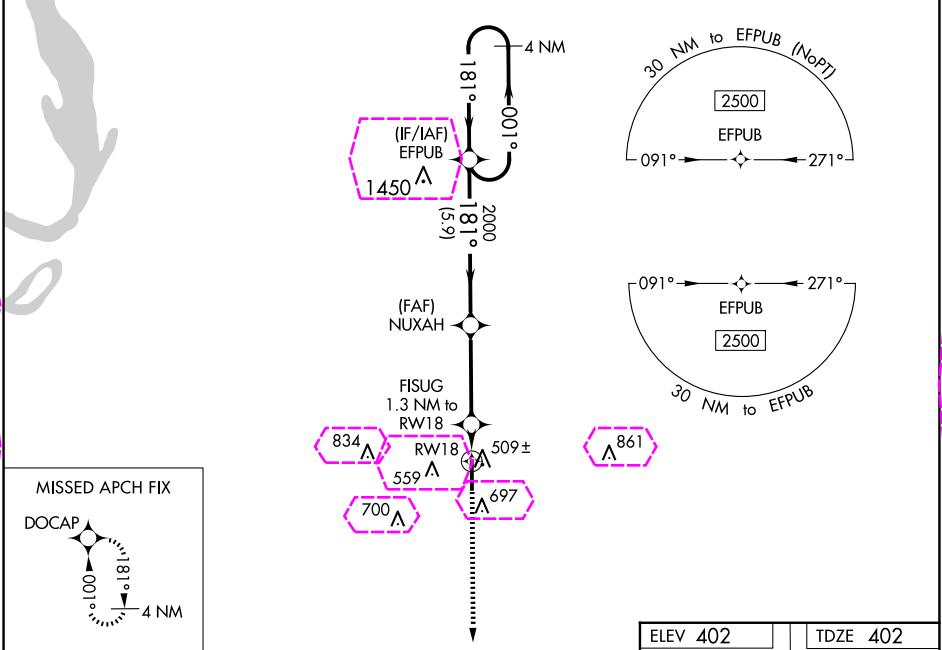 4 NM
181°
001°
(IF/IAF)
EFPUB
1450
2000
181°
(5.9)
(FAF)
NUXAH
FISUG
1.3 NM to
RW18
834
RW18
559
509±
861
700
697
30 NM to EFPUB (NoPT)
2500
EFPUB
091°
271°
091°
271°
EFPUB
2500
30 NM to EFPUB
MISSED APCH FIX
DOCAP
181°
001°
4 NM
ELEV 402
TDZE 402